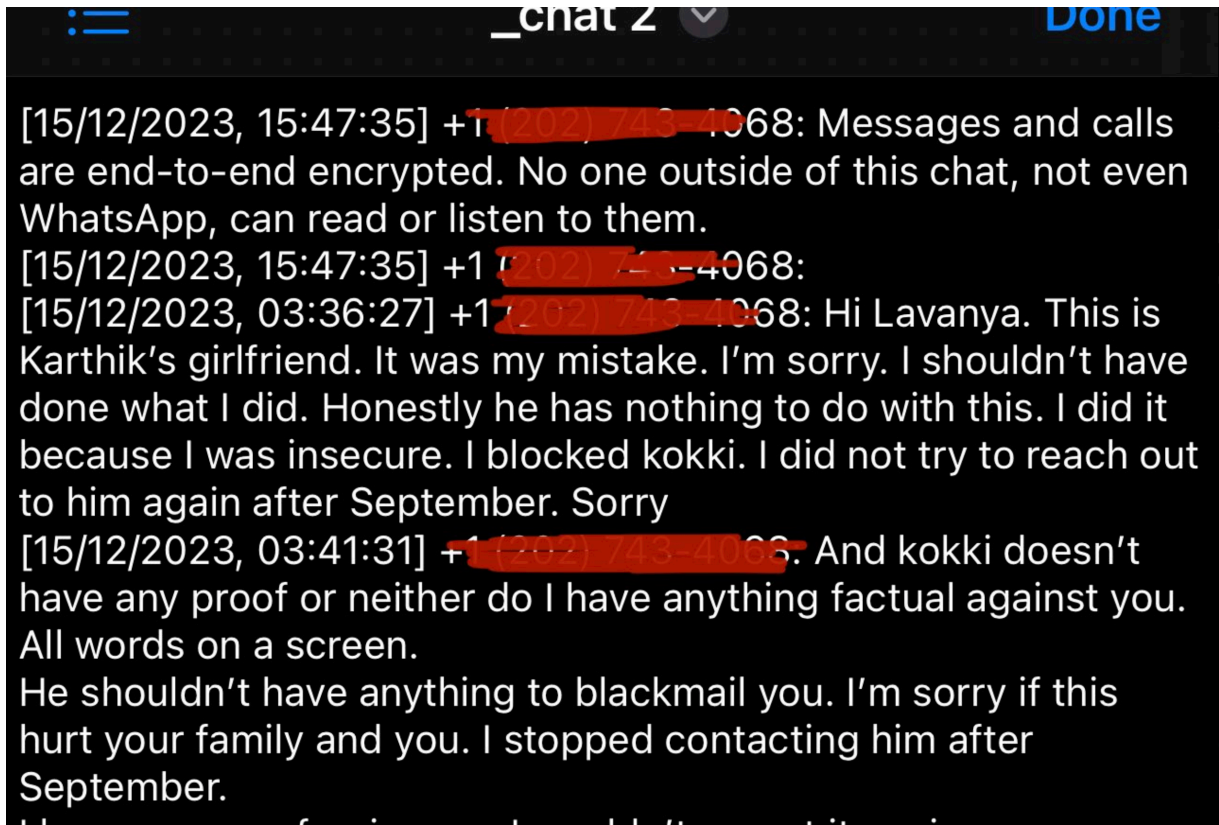 _chat 2 Done
[15/12/2023, 15:47:35] Messages and calls
are end-to-end encrypted. No one outside of this chat, not even
WhatsApp, can read or listen to them.
[15/12/2023, 15:47:35] +1
[15/12/2023, 03:36:27] +1 Hi Lavanya. This is
Karthik’s girlfriend. It was my mistake. I’m sorry. I shouldn’t have
done what I did. Honestly he has nothing to do with this. I did it
because I was insecure. I blocked kokki. I did not try to reach out
to him again after September. Sorry
[15/12/2023, 03:41:31] And kokki doesn’t
have any proof or neither do I have anything factual against you.
All words on a screen.
He shouldn’t have anything to blackmail you. I’m sorry if this
hurt your family and you. I stopped contacting him after
September.